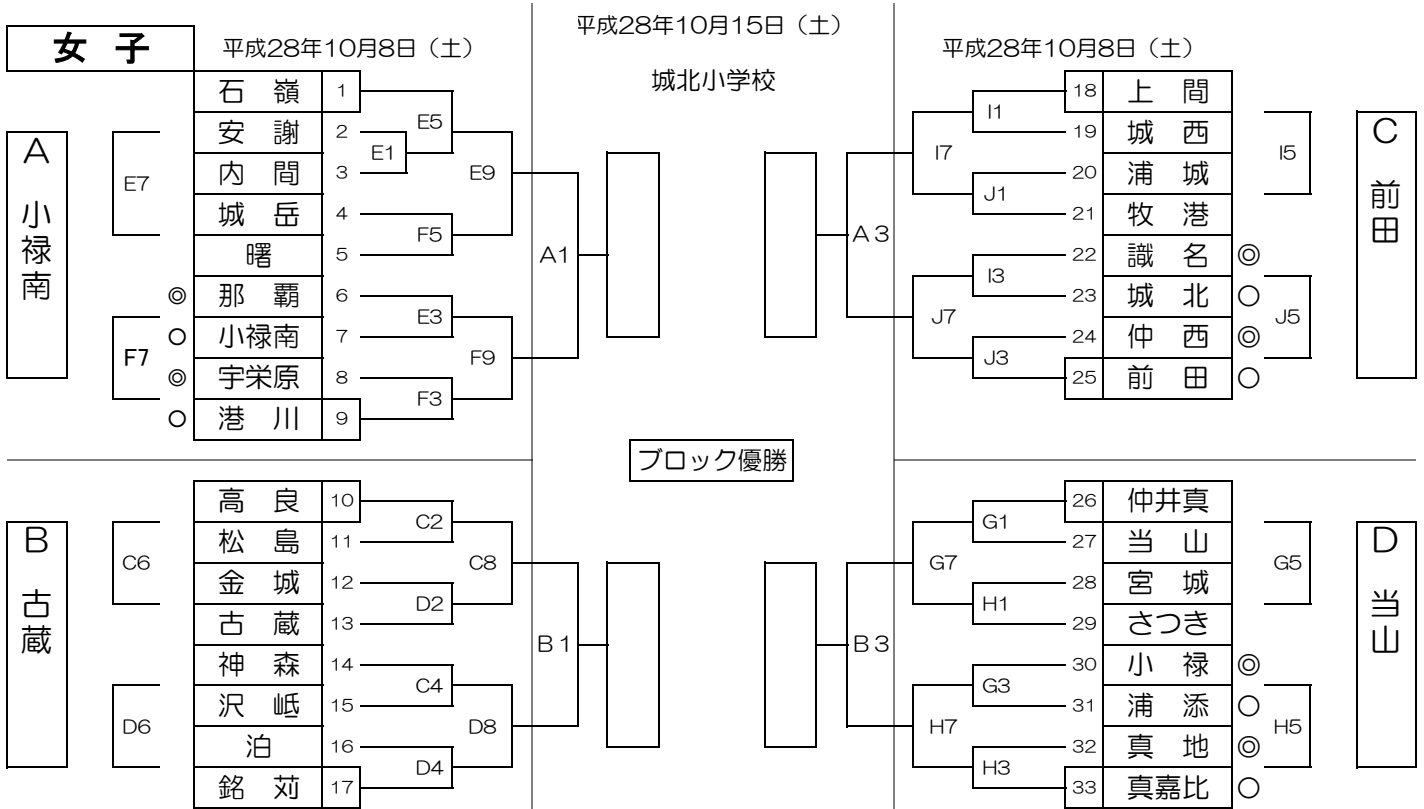 女 子
平成28年10月8日（土）
平成28年10月15日（土）
城北小学校
平成28年10月8日（土）
A 小禄南
E7
F7
石 嶺 1
安 謝 2
内 間 3
城 岳 4
曙 5
◎ 那 覇 6
○ 小禄南 7
◎ 宇栄原 8
○ 港 川 9
E1
E5
F5
E3
F3
E9
F9
A1
A3
I7
J7
I1
J1
I3
J3
18 上 間
19 城 西
20 浦 城
21 牧 港
22 識 名 ◎
23 城 北 ○
24 仲 西 ◎
25 前 田 ○
I5
J5
C 前田
ブロック優勝
B 古蔵
C6
D6
高 良 10
松 島 11
金 城 12
古 蔵 13
神 森 14
沢 岻 15
泊 16
銘 苅 17
C2
D2
C4
D4
C8
D8
B1
B3
G7
H7
G1
H1
G3
H3
26 仲井真
27 当 山
28 宮 城
29 さつき
30 小 禄 ◎
31 浦 添 ○
32 真 地 ◎
33 真嘉比 ○
G5
H5
D 当山